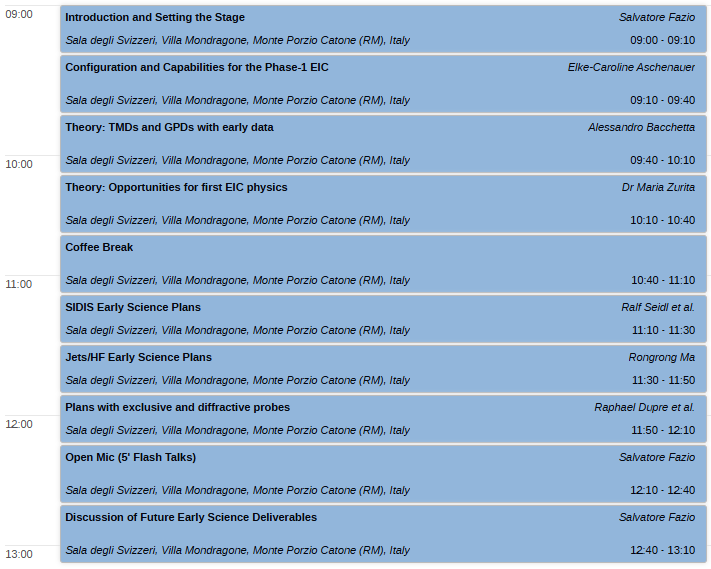 09:00
Introduction and Setting the Stage Salvatore Fazio
Sala degli Svizzeri, Villa Mondragone, Monte Porzio Catone (RM), Italy 09:00 - 09:10
Configuration and Capabilities for the Phase-1 EIC Elke-Caroline Aschenauer
Sala degli Svizzeri, Villa Mondragone, Monte Porzio Catone (RM), Italy 09:10 - 09:40
Theory: TMDs and GPDs with early data Alessandro Bacchetta
10:00
Sala degli Svizzeri, Villa Mondragone, Monte Porzio Catone (RM), Italy 09:40 - 10:10
Theory: Opportunities for first EIC physics Dr Maria Zurita
Sala degli Svizzeri, Villa Mondragone, Monte Porzio Catone (RM), Italy 10:10 - 10:40
Coffee Break
Sala degli Svizzeri, Villa Mondragone, Monte Porzio Catone (RM), Italy 10:40 - 11:10
11:00
SIDIS Early Science Plans Ralf Seidl et al.
Sala degli Svizzeri, Villa Mondragone, Monte Porzio Catone (RM), Italy 11:10 - 11:30
Jets/HF Early Science Plans Rongrong Ma
Sala degli Svizzeri, Villa Mondragone, Monte Porzio Catone (RM), Italy 11:30 - 11:50
Plans with exclusive and diffractive probes Raphael Dupre et al.
12:00
Sala degli Svizzeri, Villa Mondragone, Monte Porzio Catone (RM), Italy 11:50 - 12:10
Open Mic (5' Flash Talks) Salvatore Fazio
Sala degli Svizzeri, Villa Mondragone, Monte Porzio Catone (RM), Italy 12:10 - 12:40
Discussion of Future Early Science Deliverables Salvatore Fazio
Sala degli Svizzeri, Villa Mondragone, Monte Porzio Catone (RM), Italy 12:40 - 13:10
13:00